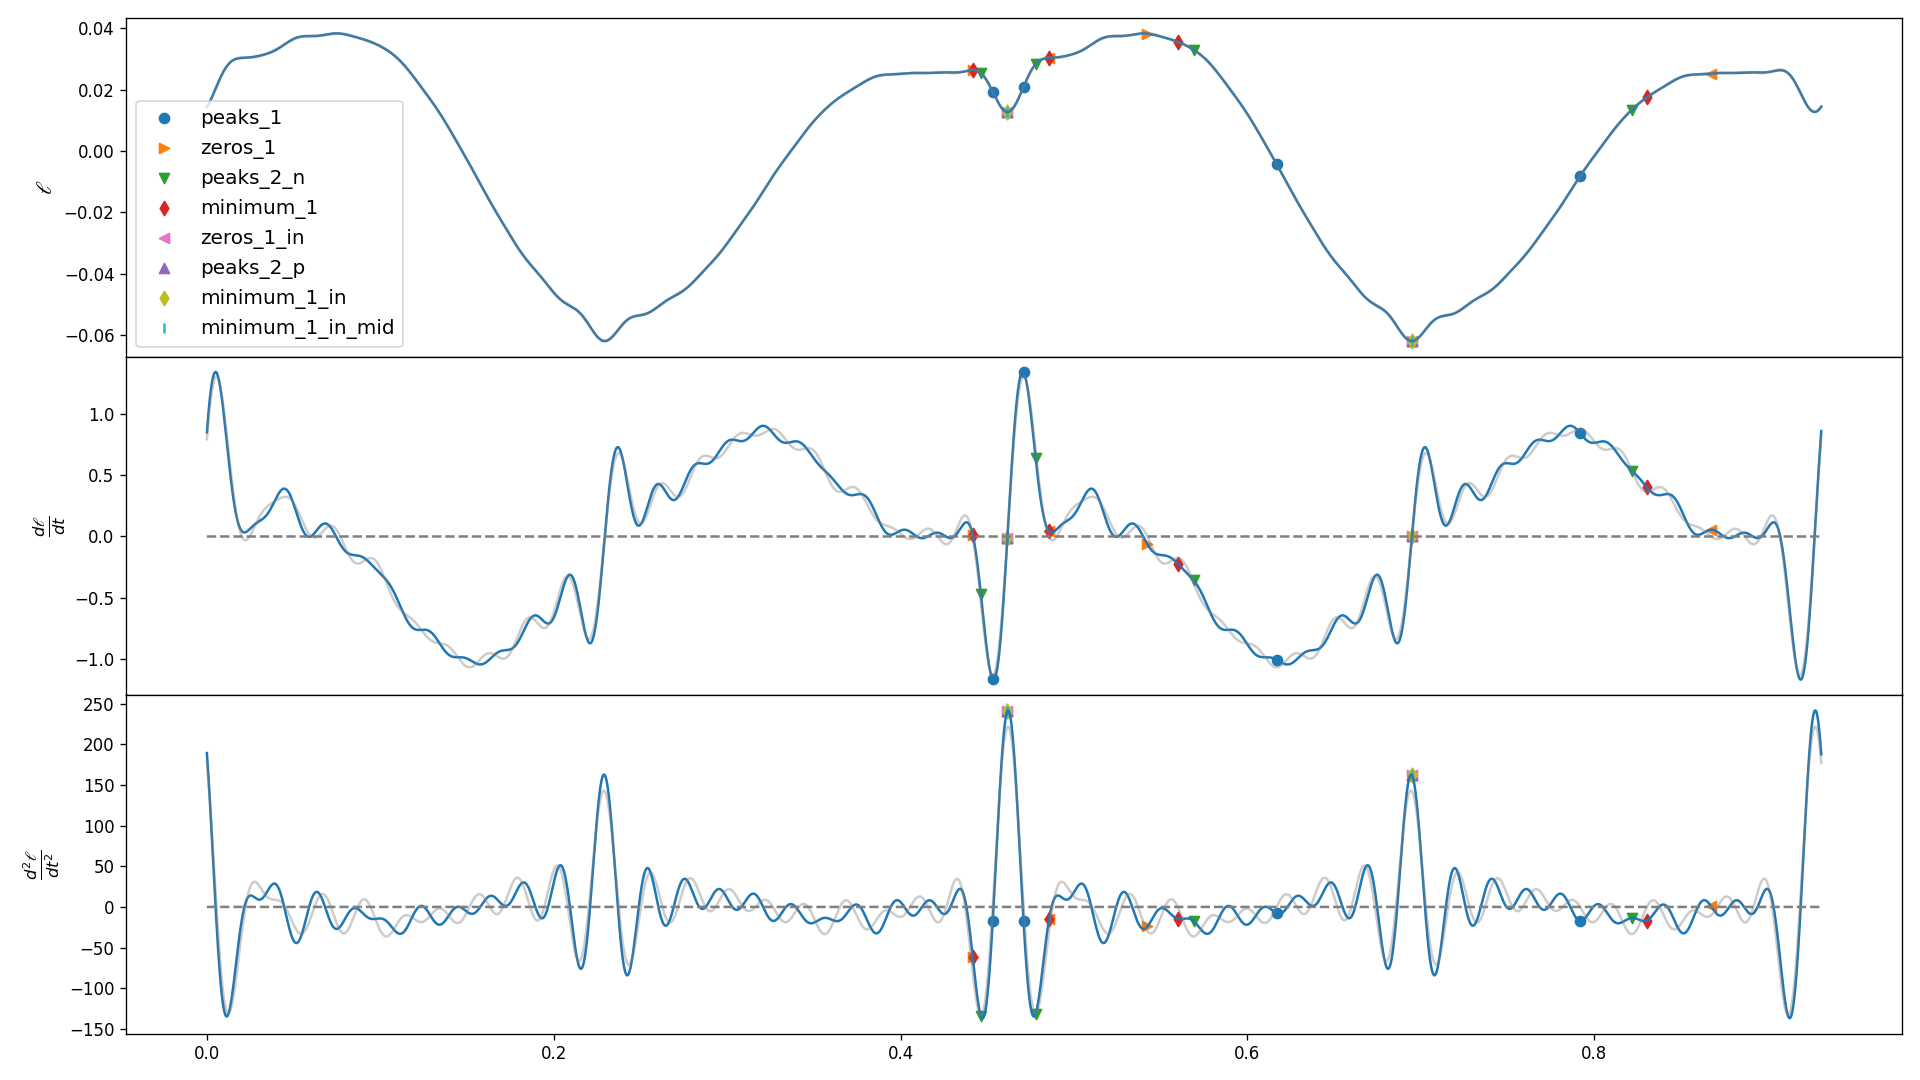 0.04
0.02
0.00
−0.02
−0.04
−0.06
ℓ
peaks_1
zeros_1
peaks_2_n
minimum_1
zeros_1_in
peaks_2_p
minimum_1_in
minimum_1_in_mid
1.0
0.5
0.0
−0.5
−1.0
dℓ
dt
250
200
150
100
50
0
−50
−100
−150
d²ℓ
dt²
0.0 0.2 0.4 0.6 0.8